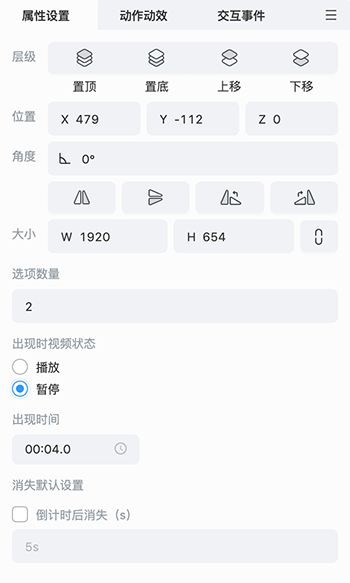 属性设置 动作动效 交互事件
层级
置顶 置底 上移 下移
位置 X 479 Y -112 Z 0
角度 0°
大小 W 1920 H 654
选项数量
2
出现时视频状态
播放
暂停
出现时间
00:04.0
消失默认设置
倒计时后消失（s）
5s